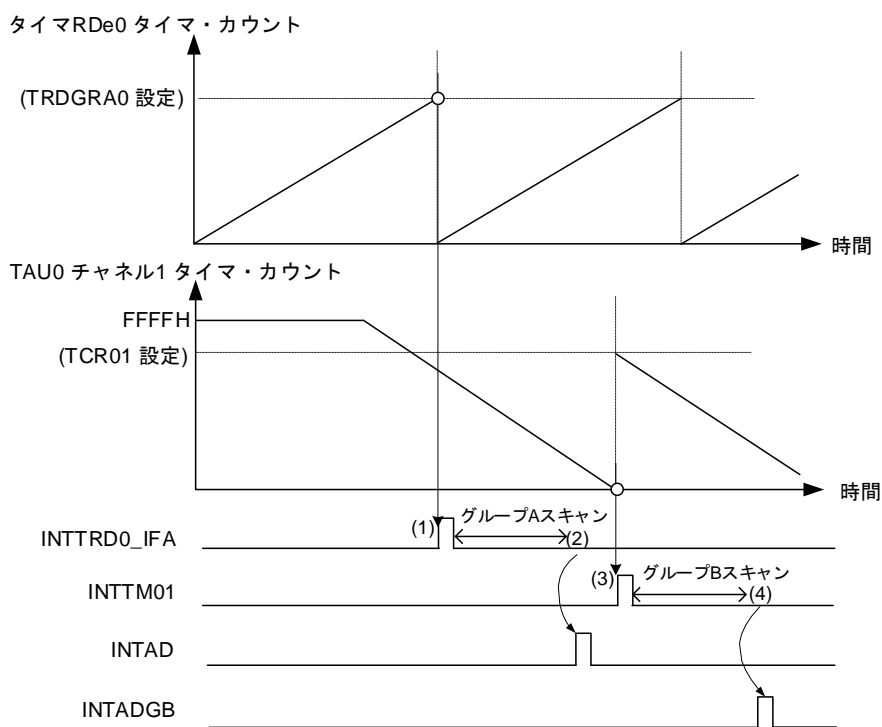 タイマRDe0 タイマ・カウント
(TRDGRA0 設定)
時間
TAU0 チャネル1 タイマ・カウント
FFFFH
(TCR01 設定)
時間
(1)
グループAスキャン
(2)
INTTRD0_IFA
(3)
グループBスキャン
(4)
INTTM01
INTAD
INTADGB